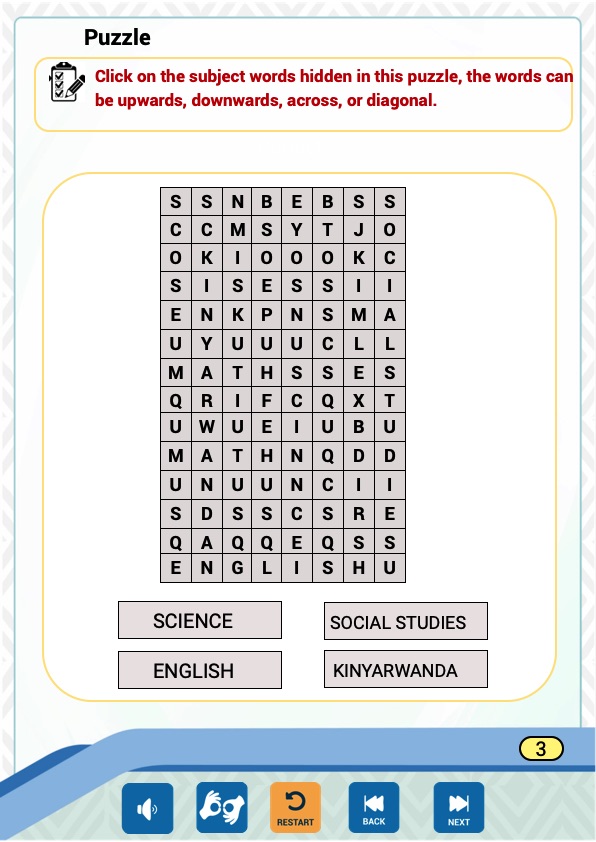 Puzzle
Click on the subject words hidden in this puzzle, the words can
be upwards, downwards, across, or diagonal.
S S N B E B S S
C C M S Y T J O
O K I O O O K C
S I S E S S I I
E N K P N S M A
U Y U U U C L L
M A T H S S E S
Q R I F C Q X T
U W U E I U B U
M A T H N Q D D
U N U U N C I I
S D S S C S R E
Q A Q Q E Q S S
E N G L I S H U
SCIENCE
SOCIAL STUDIES
ENGLISH
KINYARWANDA
3
RESTART
BACK
NEXT